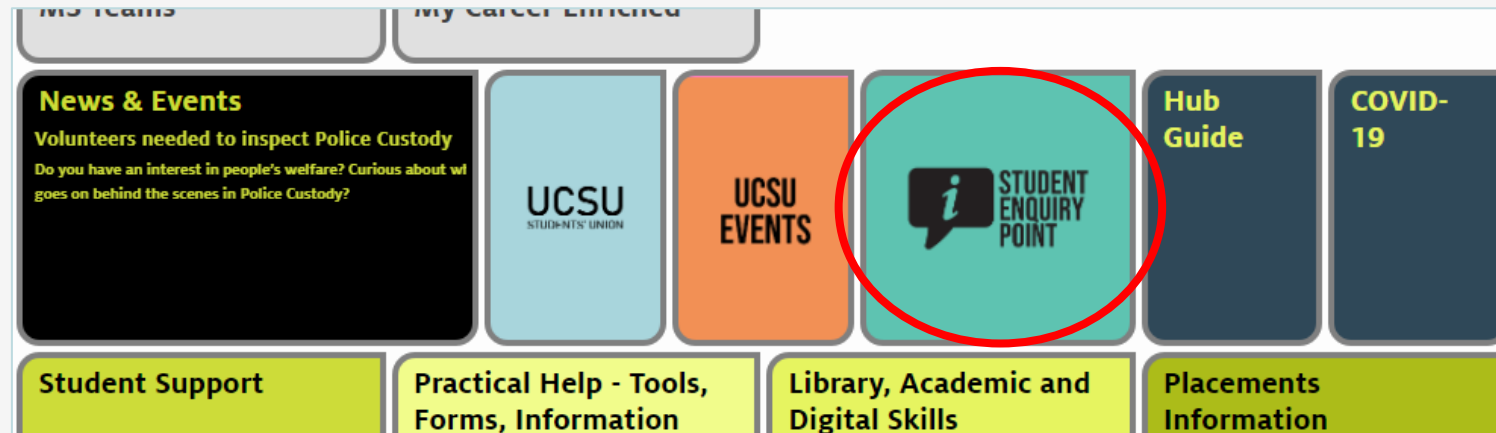 MS Teams
My Career Enriched
News & Events
Volunteers needed to inspect Police Custody
Do you have an interest in people's welfare? Curious about
goes on behind the scenes in Police Custody?
UCSU
STUDENTS' UNION
UCSU
EVENTS
i
STUDENT
ENQUIRY
POINT
Hub
Guide
COVID-
19
Student Support
Practical Help - Tools,
Forms, Information
Library, Academic and
Digital Skills
Placements
Information